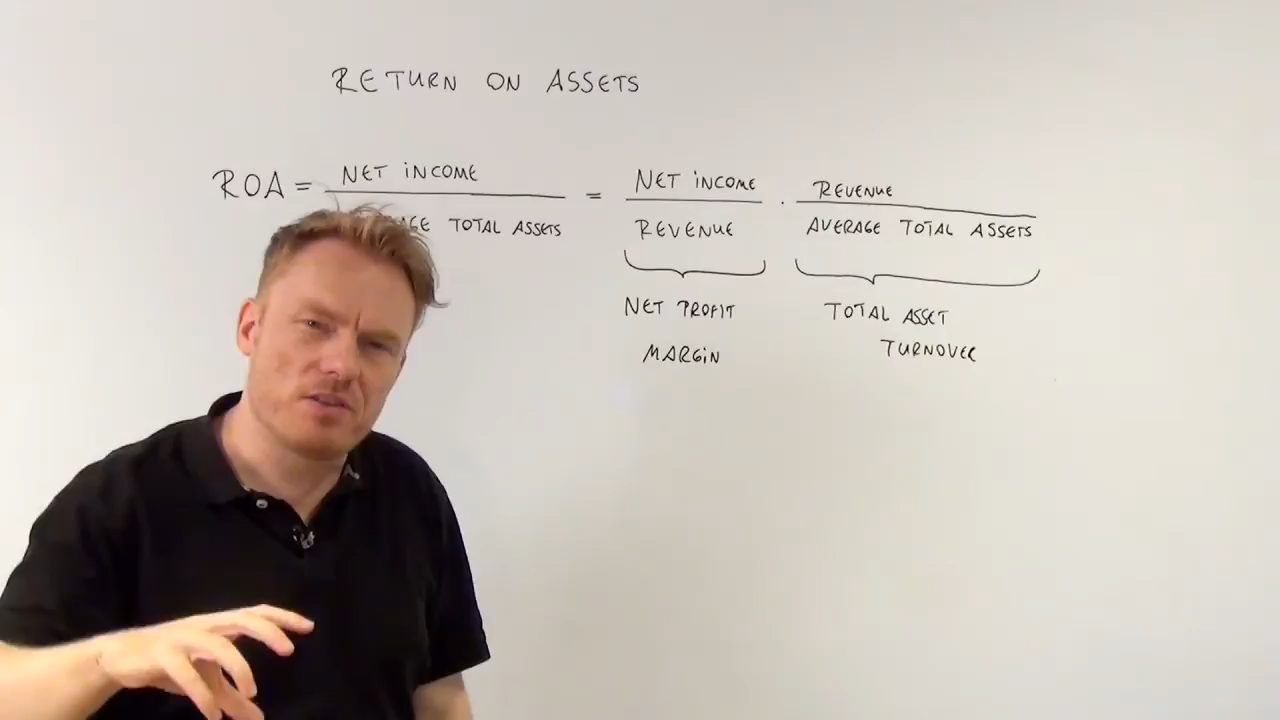 RETURN ON ASSETS
ROA = NET INCOME / TOTAL ASSETS = NET INCOME / REVENUE · REVENUE / AVERAGE TOTAL ASSETS
NET PROFIT MARGIN
TOTAL ASSET TURNOVER